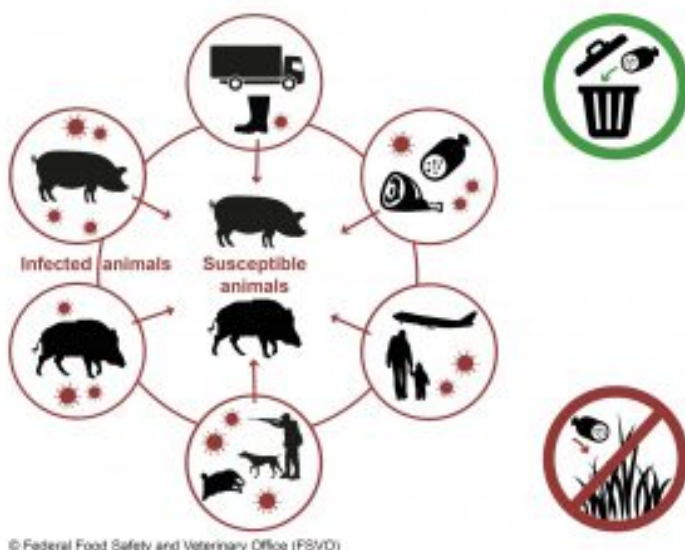 Infected animals
Susceptible
animals
© Federal Food Safety and Veterinary Office (FSVO)